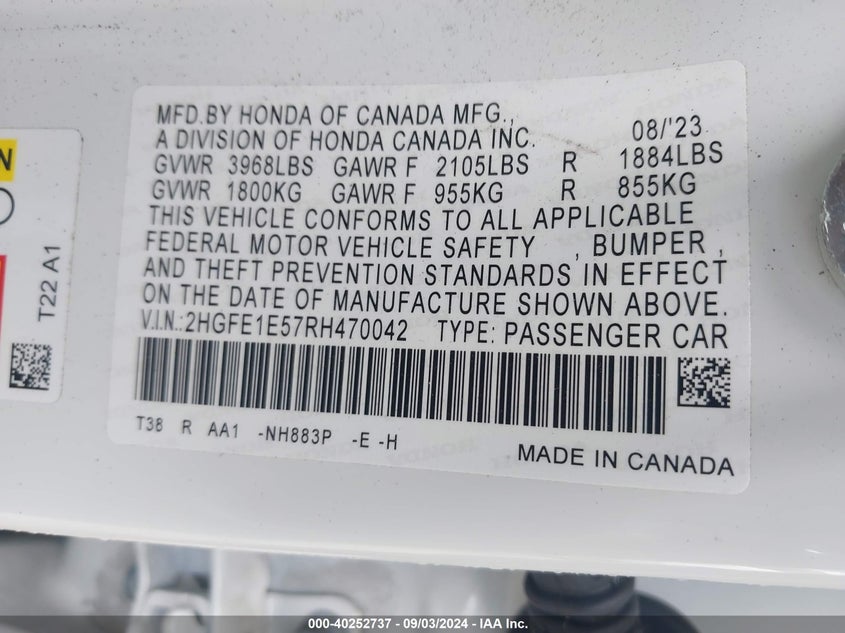 MFD.BY HONDA OF CANADA MFG.,
A DIVISION OF HONDA CANADA INC. 08/'23
GVWR 3968LBS GAWR F 2105LBS R 1884LBS
GVWR 1800KG GAWR F 955KG R 855KG
THIS VEHICLE CONFORMS TO ALL APPLICABLE
FEDERAL MOTOR VEHICLE SAFETY , BUMPER ,
AND THEFT PREVENTION STANDARDS IN EFFECT
ON THE DATE OF MANUFACTURE SHOWN ABOVE.
V.I.N.:2HGFE1E57RH470042 TYPE: PASSENGER CAR
T38 R AA1 -NH883P -E -H
MADE IN CANADA
T22 A1
000-40252737 - 09/03/2024 - IAA Inc.